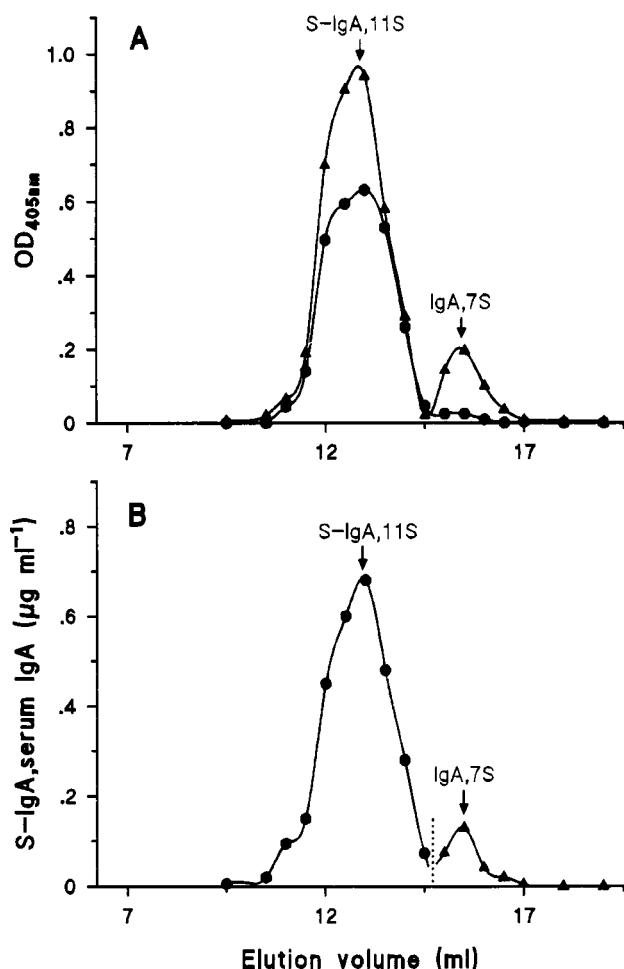 A
S-IgA,11S
1.0
.8
.6
.4
.2
0
OD405nm
IgA,7S
7
12
17
B
S-IgA,11S
.8
.6
.4
.2
0
S-IgA,serum IgA (µg ml⁻¹)
IgA,7S
7
12
17
Elution volume (ml)